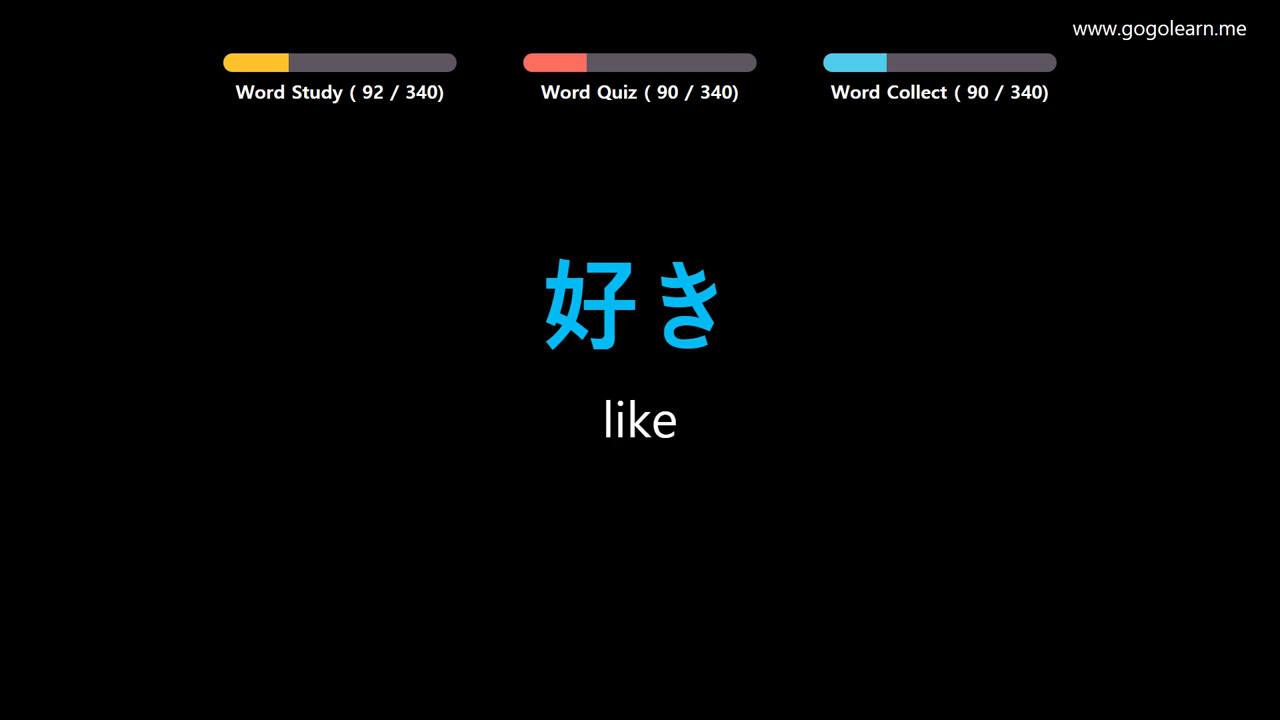 www.gogolearn.me
Word Study ( 92 / 340)
Word Quiz ( 90 / 340)
Word Collect ( 90 / 340)
好き
like